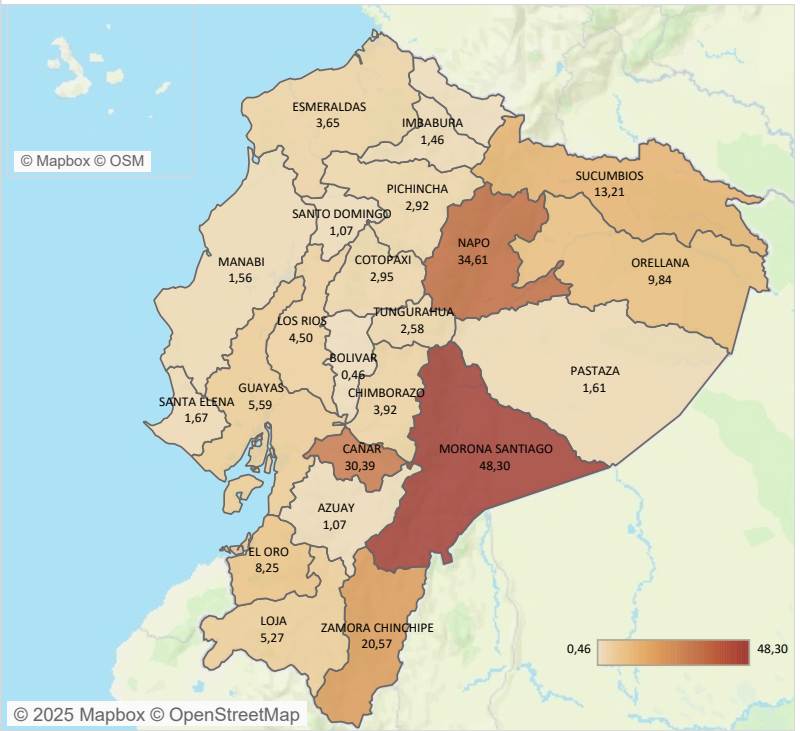 ESMERALDAS
3,65
IMBABURA
1,46
© Mapbox © OSM
SUCUMBIOS
13,21
PICHINCHA
2,92
SANTO DOMINGO
1,07
NAPO
34,61
MANABI
1,56
COTOPAXI
2,95
ORELLANA
9,84
TUNGURAHUA
2,58
LOS RIOS
4,50
BOLIVAR
0,46
PASTAZA
1,61
GUAYAS
5,59
CHIMBORAZO
3,92
SANTA ELENA
1,67
CAÑAR
30,39
MORONA SANTIAGO
48,30
AZUAY
1,07
EL ORO
8,25
LOJA
5,27
ZAMORA CHINCHIPE
20,57
0,46
48,30
© 2025 Mapbox © OpenStreetMap